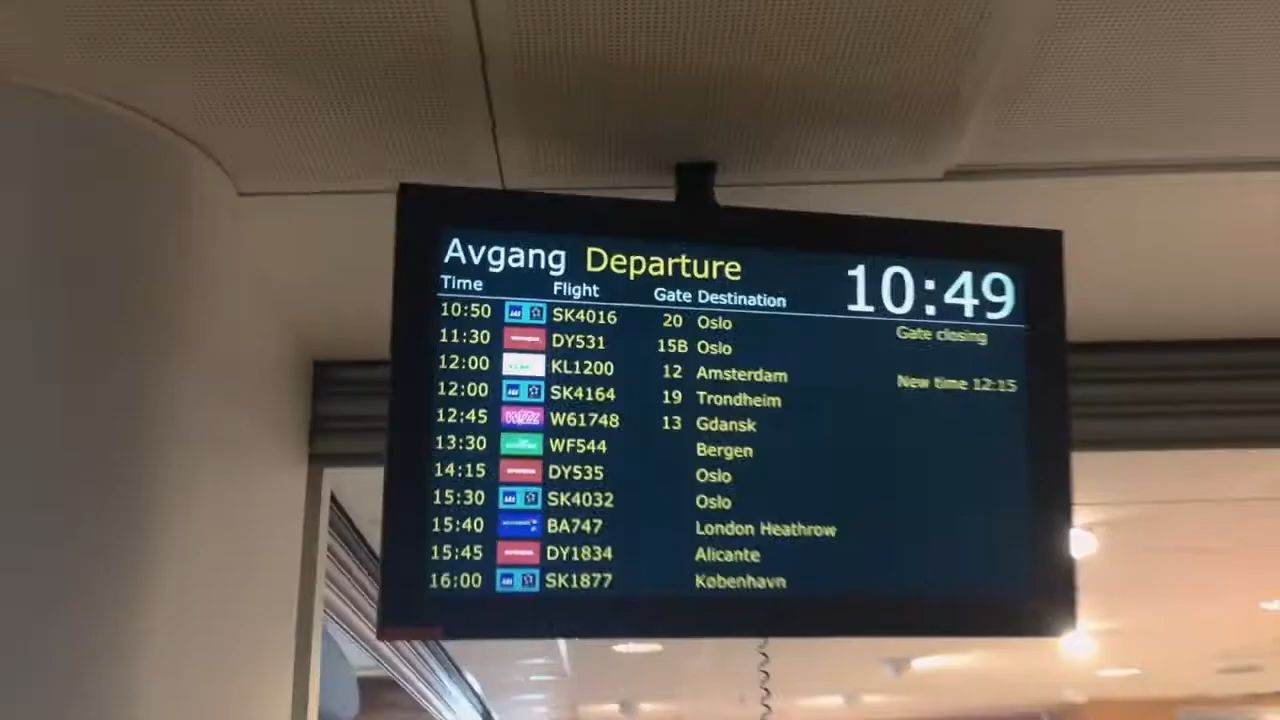 Avgang Departure 10:49
Time Flight Gate Destination
10:50 SK4016 20 Oslo Gate closing
11:30 DY531 15B Oslo
12:00 KL1200 12 Amsterdam New time 12:15
12:00 SK4164 19 Trondheim
12:45 WIZZ W61748 13 Gdansk
13:30 WF544 Bergen
14:15 DY535 Oslo
15:30 SK4032 Oslo
15:40 BA747 London Heathrow
15:45 DY1834 Alicante
16:00 SK1877 København